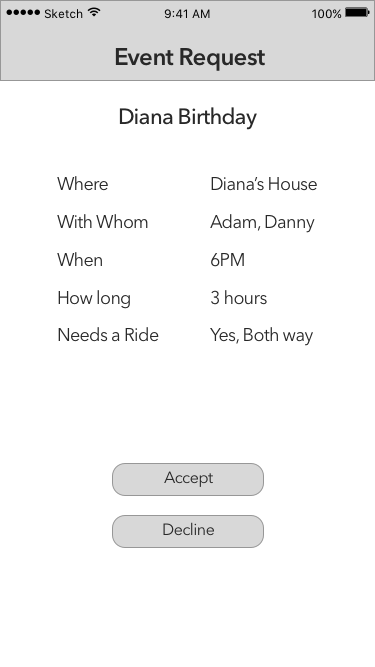 Sketch 9:41 AM 100%
Event Request
Diana Birthday
Where Diana’s House
With Whom Adam, Danny
When 6PM
How long 3 hours
Needs a Ride Yes, Both way
Accept
Decline